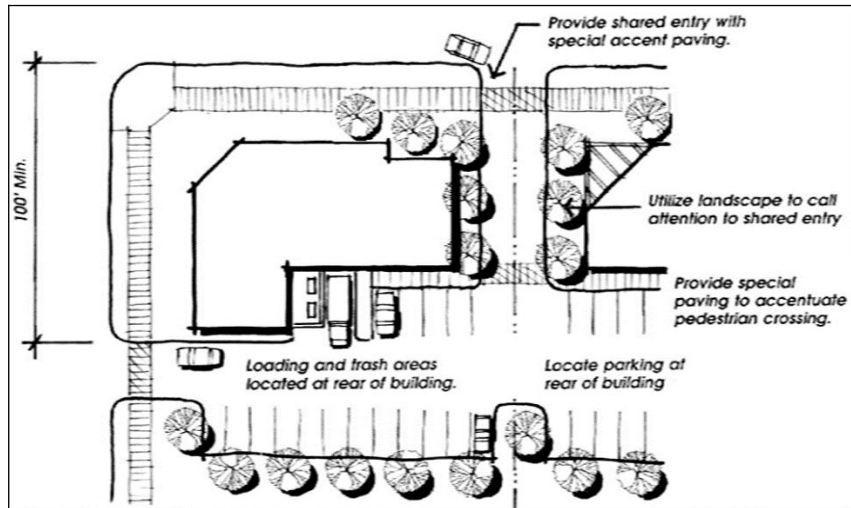 Provide shared entry with
special accent paving.
100' Min.
Utilize landscape to call
attention to shared entry
Provide special
paving to accentuate
pedestrian crossing.
Loading and trash areas
located at rear of building.
Locate parking at
rear of building